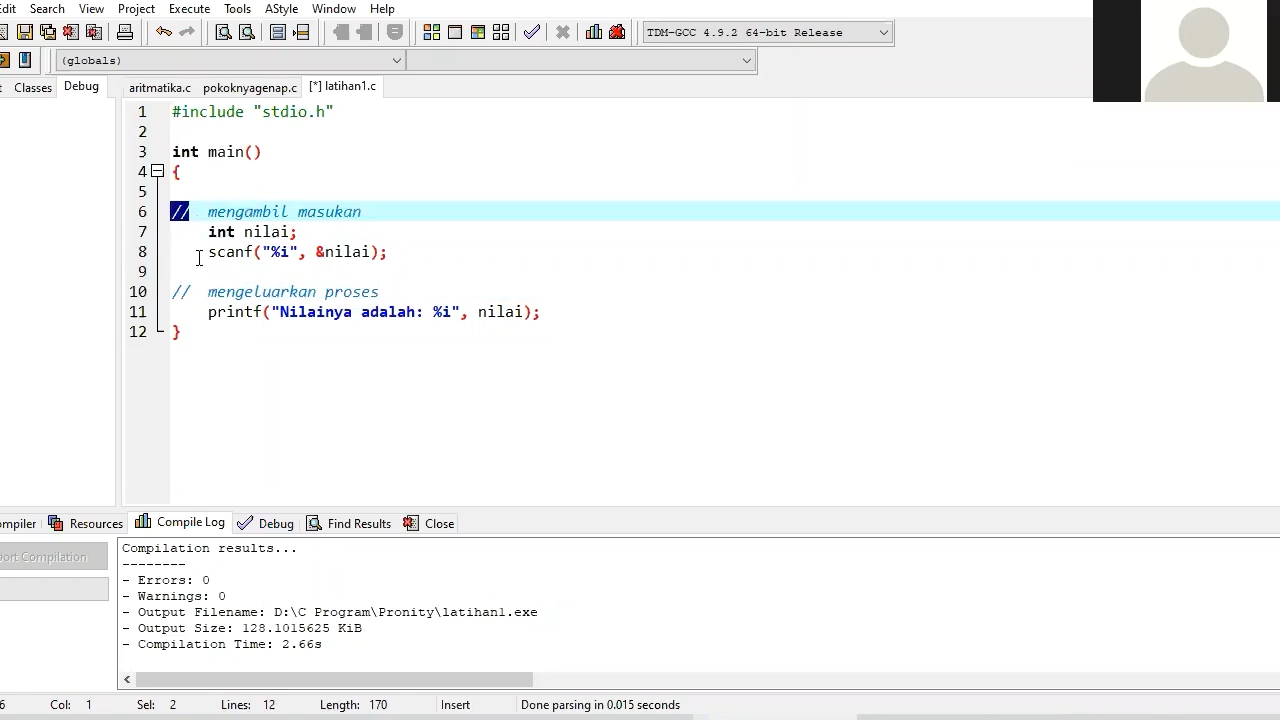 Edit Search View Project Execute Tools AStyle Window Help
TDM-GCC 4.9.2 64-bit Release
(globals)
Classes Debug aritmatika.c pokoknyagenap.c [*] latihan1.c
1 #include "stdio.h"
2
3 int main()
4 {
5
6 // mengambil masukan
7 int nilai;
8 scanf("%i", &nilai);
9
10 // mengeluarkan proses
11 printf("Nilainya adalah: %i", nilai);
12 }
ompiler Resources Compile Log Debug Find Results Close
ort Compilation
Compilation results...
--------
- Errors: 0
- Warnings: 0
- Output Filename: D:\C Program\Pronity\latihan1.exe
- Output Size: 128.1015625 KiB
- Compilation Time: 2.66s
6 Col: 1 Sel: 2 Lines: 12 Length: 170 Insert Done parsing in 0.015 seconds